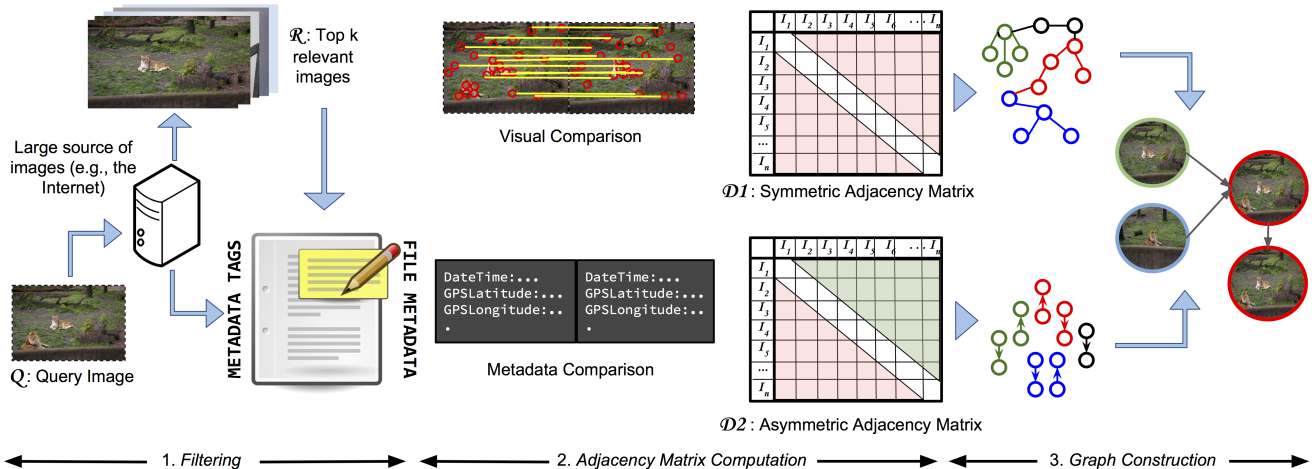 R: Top k
relevant
images
Large source of
images (e.g., the
Internet)
Q: Query Image
METADATA TAGS
FILE METADATA
Visual Comparison
DateTime:...
GPSLatitude:...
GPSLongitude:..
.
DateTime:...
GPSLatitude:...
GPSLongitude:..
.
Metadata Comparison
I1 I2 I3 I4 I5 I6 ... In
I1
I2
I3
I4
I5
...
In
D1: Symmetric Adjacency Matrix
I1 I2 I3 I4 I5 I6 ... In
I1
I2
I3
I4
I5
...
In
D2: Asymmetric Adjacency Matrix
1. Filtering
2. Adjacency Matrix Computation
3. Graph Construction